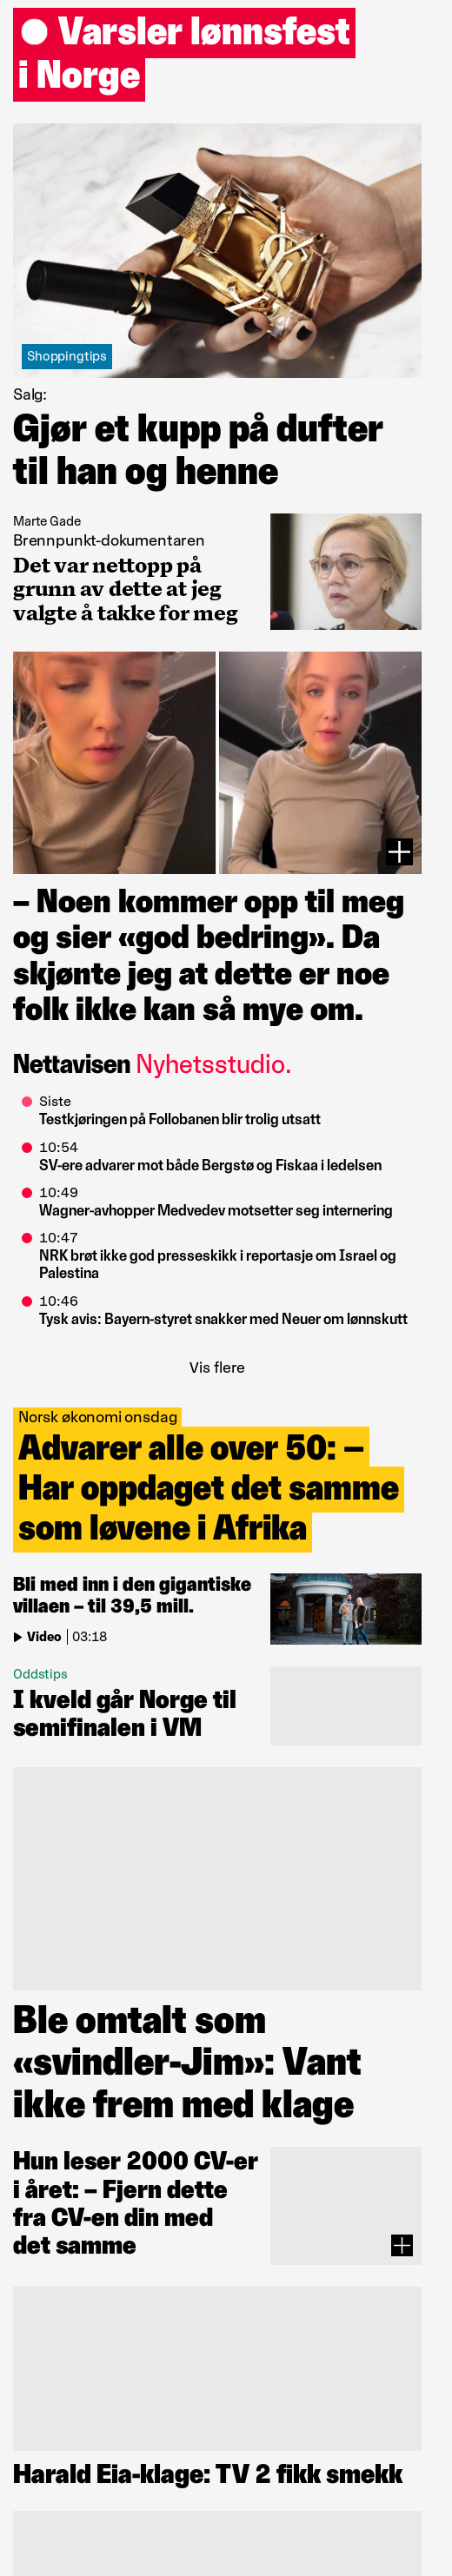 Varsler lønnsfest
i Norge
Shoppingtips
Salg:
Gjør et kupp på dufter
til han og henne
Marte Gade
Brennpunkt-dokumentaren
Det var nettopp på
grunn av dette at jeg
valgte å takke for meg
– Noen kommer opp til meg
og sier «god bedring». Da
skjønte jeg at dette er noe
folk ikke kan så mye om.
Nettavisen Nyhetsstudio.
Siste
Testkjøringen på Follobanen blir trolig utsatt
10:54
SV-ere advarer mot både Bergstø og Fiskaa i ledelsen
10:49
Wagner-avhopper Medvedev motsetter seg internering
10:47
NRK brøt ikke god presseskikk i reportasje om Israel og
Palestina
10:46
Tysk avis: Bayern-styret snakker med Neuer om lønnskutt
Vis flere
Norsk økonomi onsdag
Advarer alle over 50: –
Har oppdaget det samme
som løvene i Afrika
Bli med inn i den gigantiske
villaen – til 39,5 mill.
Video 03:18
Oddstips
I kveld går Norge til
semifinalen i VM
Ble omtalt som
«svindler-Jim»: Vant
ikke frem med klage
Hun leser 2000 CV-er
i året: – Fjern dette
fra CV-en din med
det samme
Harald Eia-klage: TV 2 fikk smekk